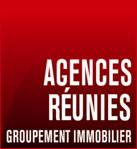 AGENCES
RÉUNIES
GROUPEMENT IMMOBILIER